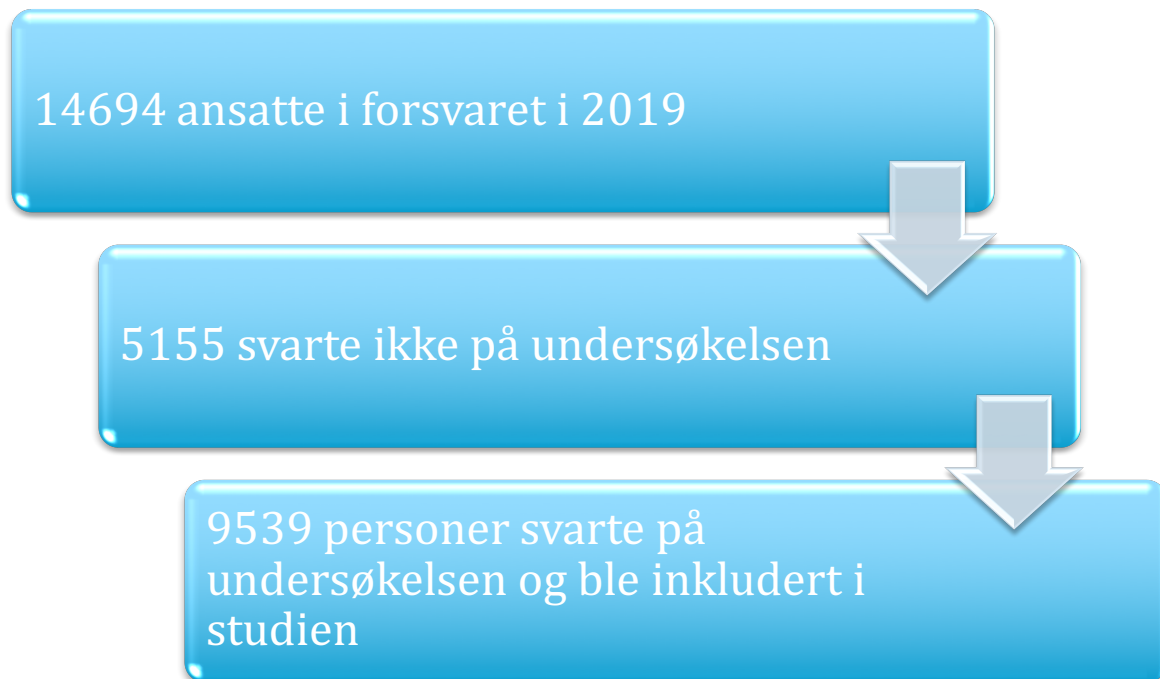 14694 ansatte i forsvaret i 2019
5155 svarte ikke på undersøkelsen
9539 personer svarte på
undersøkelsen og ble inkludert i
studien